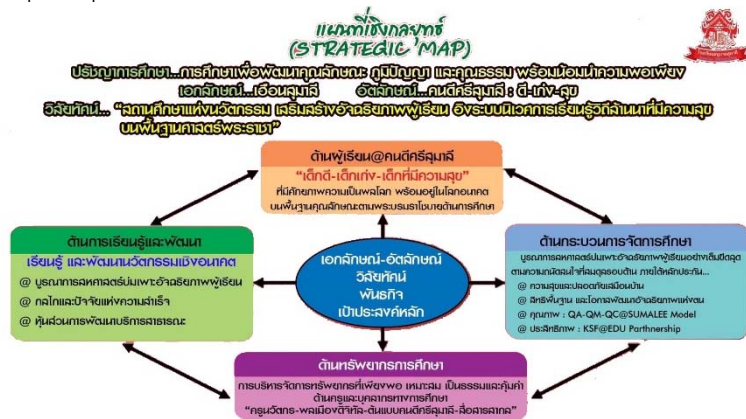 แผนที่เชิงกลยุทธ์
(STRATEGIC MAP)
ปรัชญาการศึกษา...การศึกษาเพื่อพัฒนาคุณลักษณะ ภูมิปัญญา และคุณธรรม พร้อมน้อมนำความพอเพียง
เอกลักษณ์...เฮือนสุมาลี อัตลักษณ์...คนดีศรีสุมาลี : ดี-เก่ง-สุข
วิสัยทัศน์... “สถานศึกษาแห่งนวัตกรรม เสริมสร้างอัจฉริยภาพผู้เรียน อิงระบบนิเวศการเรียนรู้วิถีล้านนาที่มีความสุข
บนพื้นฐานศาสตร์พระราชา”
ด้านผู้เรียน@คนดีศรีสุมาลี
“เด็กดี-เด็กเก่ง-เด็กที่มีความสุข”
ที่มีศักยภาพความเป็นพลโลก พร้อมอยู่ในโลกอนาคต
บนพื้นฐานคุณลักษณะตามพระบรมราโชบายด้านการศึกษา
ด้านการเรียนรู้และพัฒนา
เรียนรู้ และพัฒนานวัตกรรมเชิงอนาคต
@ บูรณาการสหศาสตร์บ่มเพาะอัจฉริยภาพผู้เรียน
@ กลไกและปัจจัยแห่งความสำเร็จ
@ หุ้นส่วนการพัฒนาบริการสาธารณะ
เอกลักษณ์-อัตลักษณ์
วิสัยทัศน์
พันธกิจ
เป้าประสงค์หลัก
ด้านกระบวนการจัดการศึกษา
บูรณาการสหศาสตร์บ่มเพาะอัจฉริยภาพผู้เรียนอย่างเต็มขีดสุด
ตามความถนัดสนใจที่สมดุลรอบด้าน ภายใต้หลักประกัน...
@ ความสุขและปลอดภัยเสมือนบ้าน
@ สิทธิพื้นฐาน และโอกาสพัฒนาอัจฉริยภาพแห่งตน
@ คุณภาพ : QA-QM-QC@SUMALEE Model
@ ประสิทธิภาพ : KSF@EDU Parthnership
ด้านทรัพยากรการศึกษา
การบริหารจัดการทรัพยากรที่เพียงพอ เหมาะสม เป็นธรรมและคุ้มค่า
ด้านครูและบุคลากรทางการศึกษา
“ครูนวัตกร-พลเมืองดิจิทัล-ต้นแบบคนดีศรีสุมาลี-สื่อสารสากล”